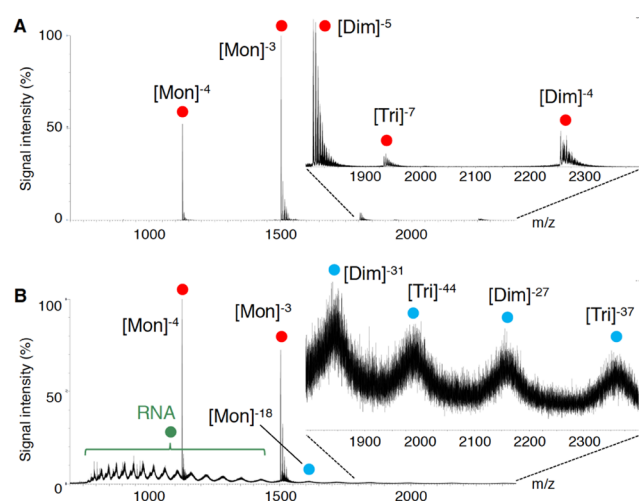 A
Signal intensity (%)
100
50
0
[Mon]-4
[Mon]-3
[Dim]-5
[Tri]-7
[Dim]-4
1900 2000 2100 2200 2300
1000 1500 2000 m/z
B
Signal intensity (%)
100
50
0
[Mon]-4
[Mon]-3
RNA
[Mon]-18
[Dim]-31
[Tri]-44
[Dim]-27
[Tri]-37
1900 2000 2100 2200 2300
1000 1500 2000 m/z